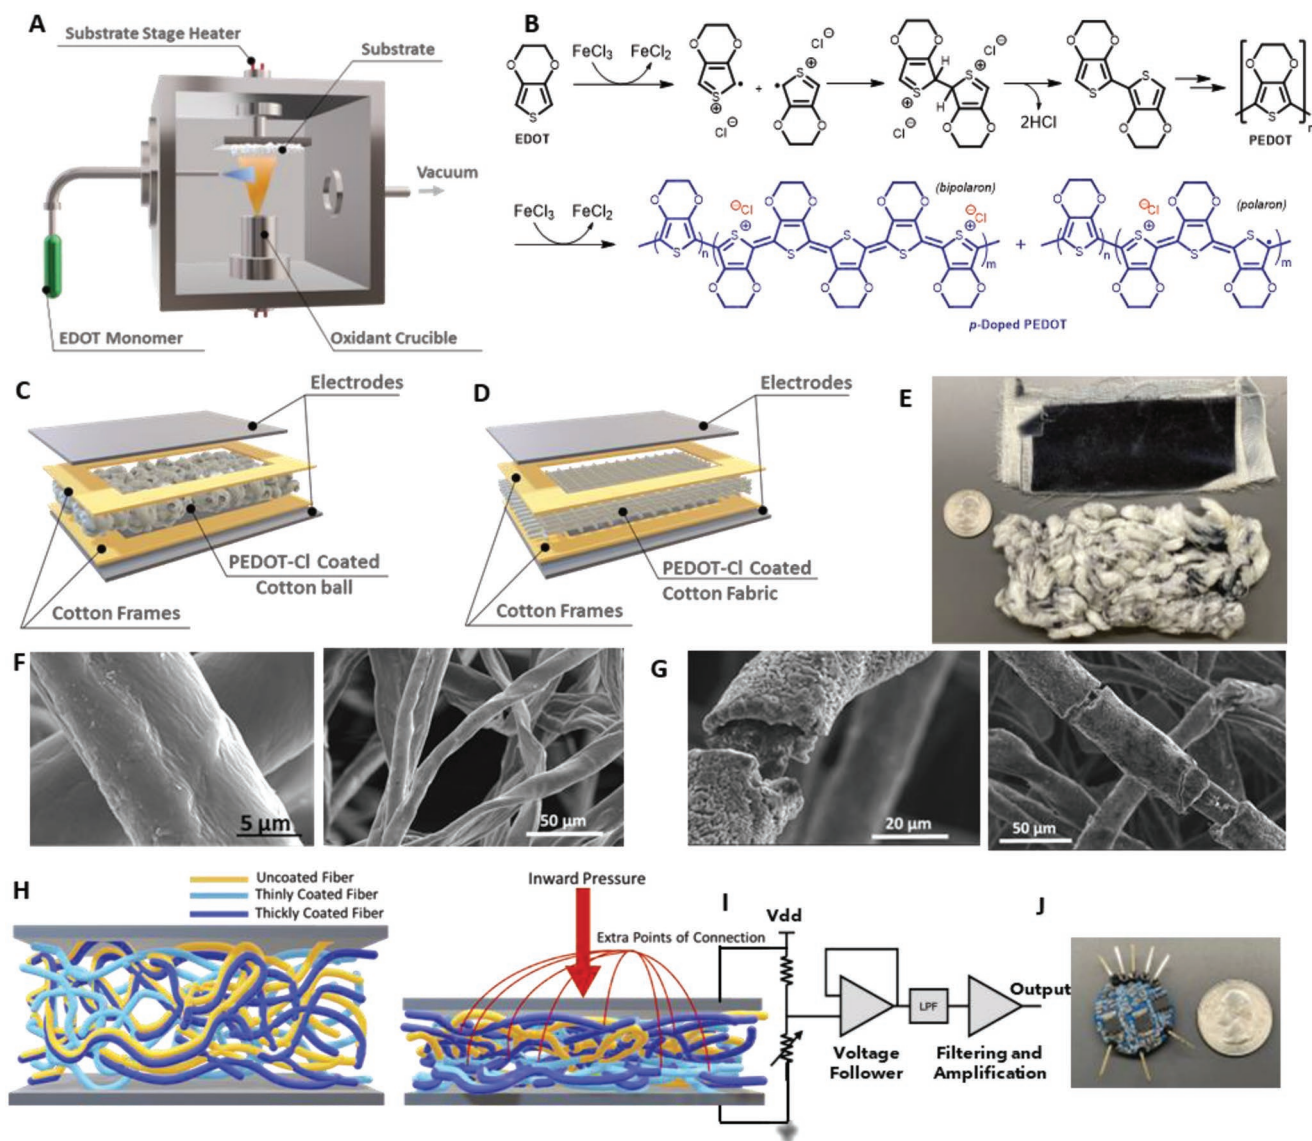 A
Substrate Stage Heater
Substrate
Vacuum
EDOT Monomer
Oxidant Crucible
B
EDOT
FeCl3 FeCl2
Cl⊖
Cl⊖
+
Cl⊖
Cl⊖
H
H
2HCl
PEDOT
n
FeCl3 FeCl2
⊖Cl
(bipolaron)
⊖Cl
n
m
+
⊖Cl
(polaron)
n
m
p-Doped PEDOT
C
Electrodes
PEDOT-Cl Coated
Cotton ball
Cotton Frames
D
Electrodes
PEDOT-Cl Coated
Cotton Fabric
Cotton Frames
E
F
5 µm
50 µm
G
20 µm
50 µm
H
Uncoated Fiber
Thinly Coated Fiber
Thickly Coated Fiber
Inward Pressure
Extra Points of Connection
I
Vdd
LPF
Output
Voltage
Follower
Filtering and
Amplification
J